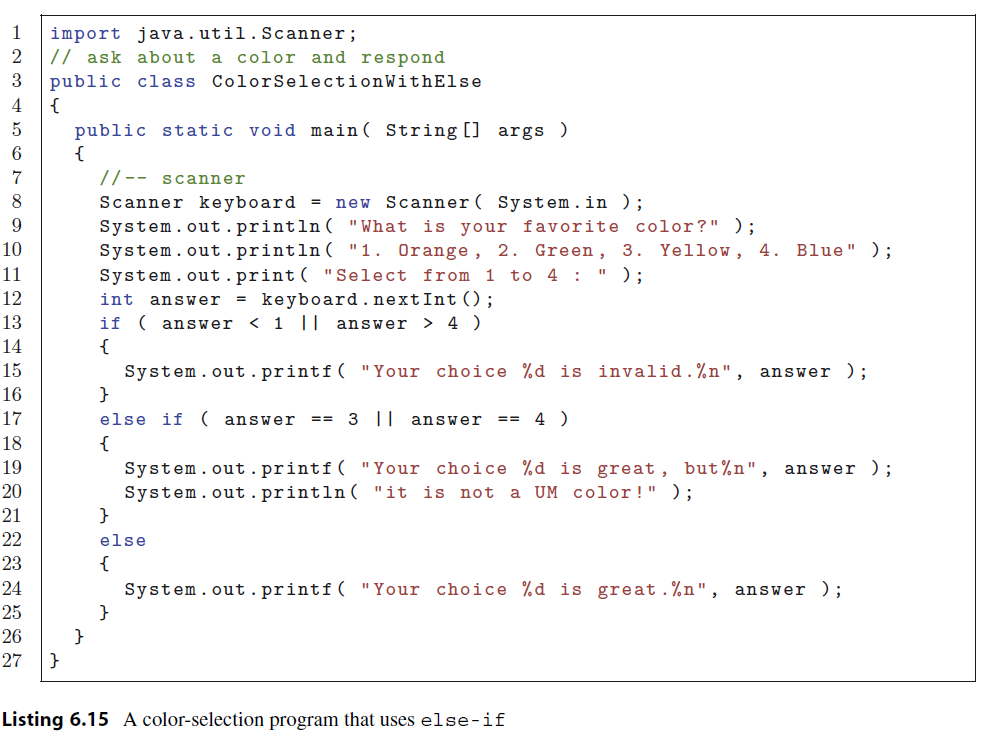 1 import java.util.Scanner;
2 // ask about a color and respond
3 public class ColorSelectionWithElse
4 {
5   public static void main( String[] args )
6   {
7     //-- scanner
8     Scanner keyboard = new Scanner( System.in );
9     System.out.println( "What is your favorite color?" );
10     System.out.println( "1. Orange, 2. Green, 3. Yellow, 4. Blue" );
11     System.out.print( "Select from 1 to 4 : " );
12     int answer = keyboard.nextInt();
13     if ( answer < 1 || answer > 4 )
14     {
15       System.out.printf( "Your choice %d is invalid.%n", answer );
16     }
17     else if ( answer == 3 || answer == 4 )
18     {
19       System.out.printf( "Your choice %d is great, but%n", answer );
20       System.out.println( "it is not a UM color!" );
21     }
22     else
23     {
24       System.out.printf( "Your choice %d is great.%n", answer );
25     }
26   }
27 }
Listing 6.15 A color-selection program that uses else-if